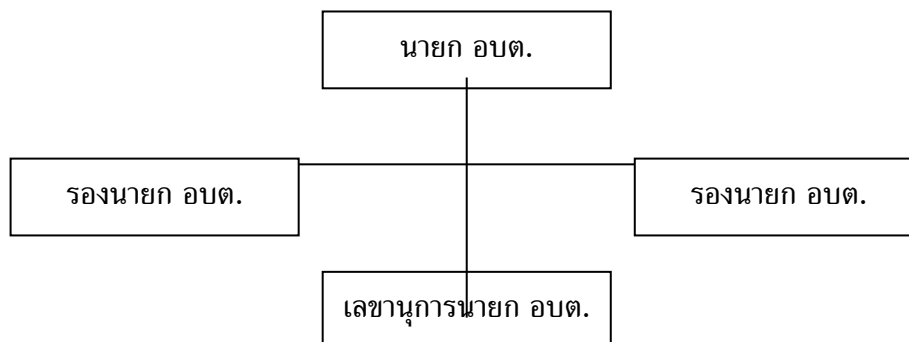 นายก อบต.
รองนายก อบต.
รองนายก อบต.
เลขานุการนายก อบต.